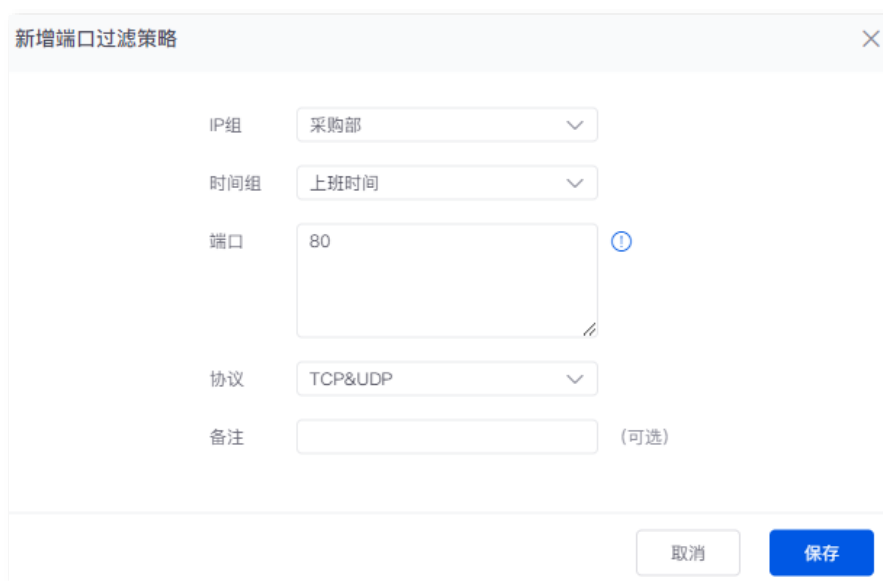 新增端口过滤策略
IP组 采购部
时间组 上班时间
端口 80
协议 TCP&UDP
备注 (可选)
取消 保存